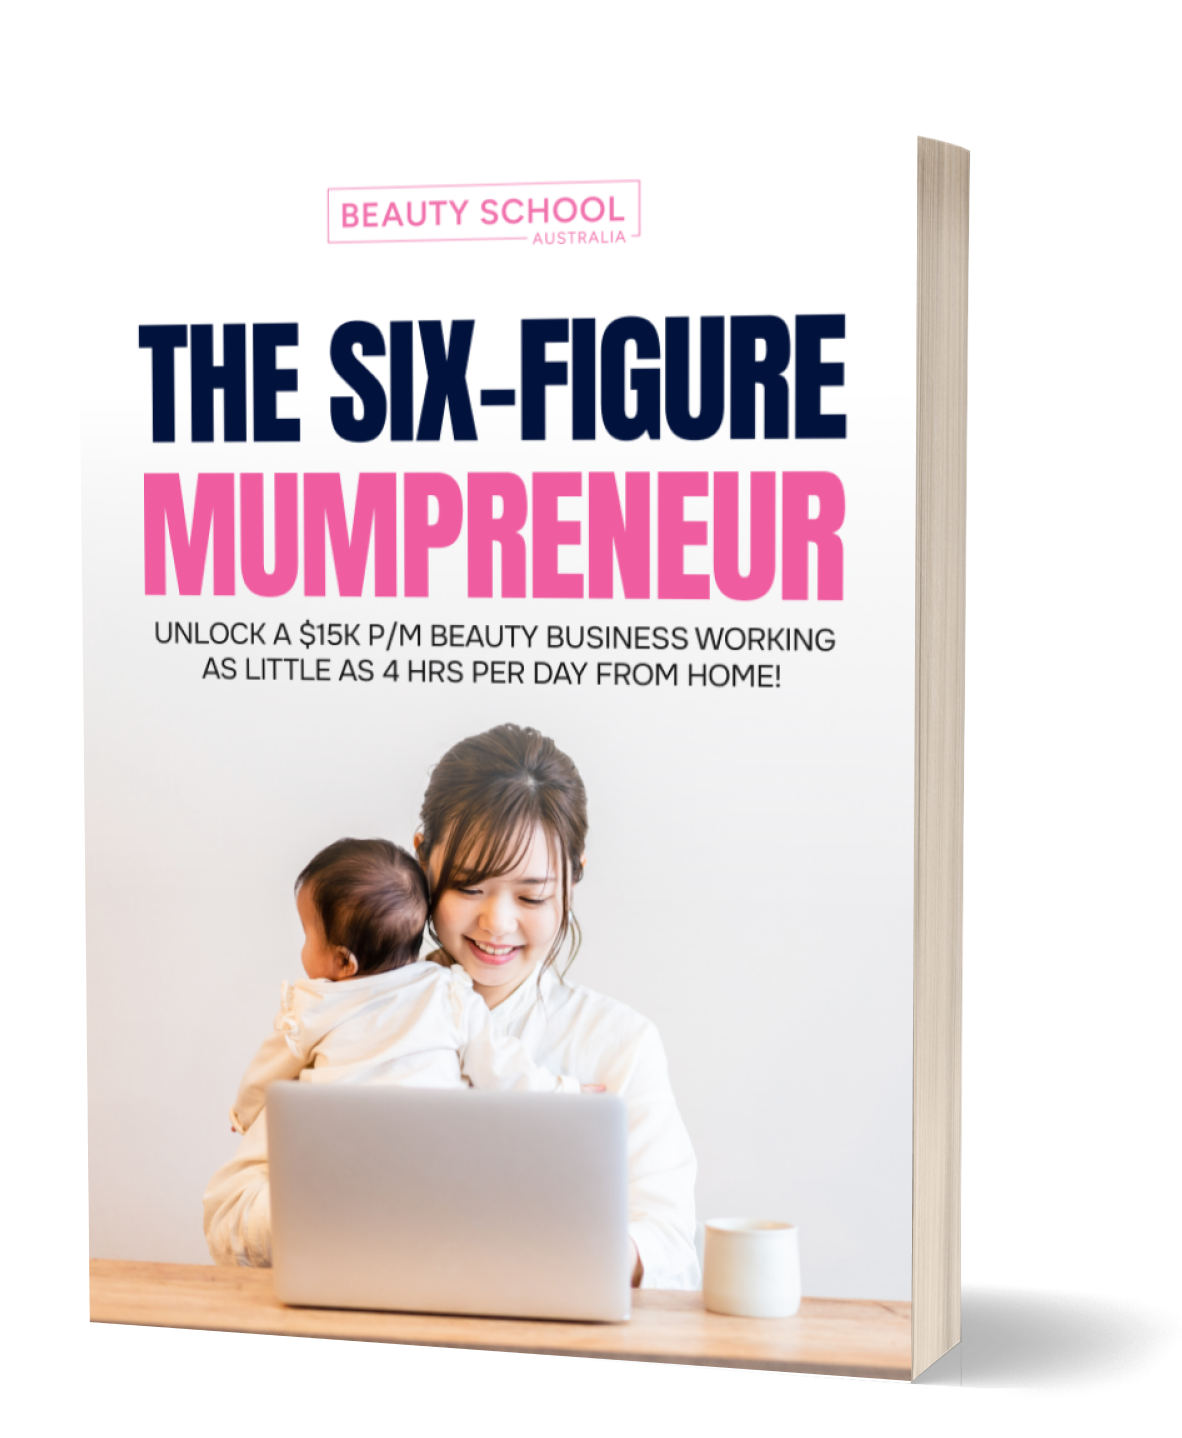 BEAUTY SCHOOL
AUSTRALIA
THE SIX-FIGURE
MUMPRENEUR
UNLOCK A $15K P/M BEAUTY BUSINESS WORKING
AS LITTLE AS 4 HRS PER DAY FROM HOME!